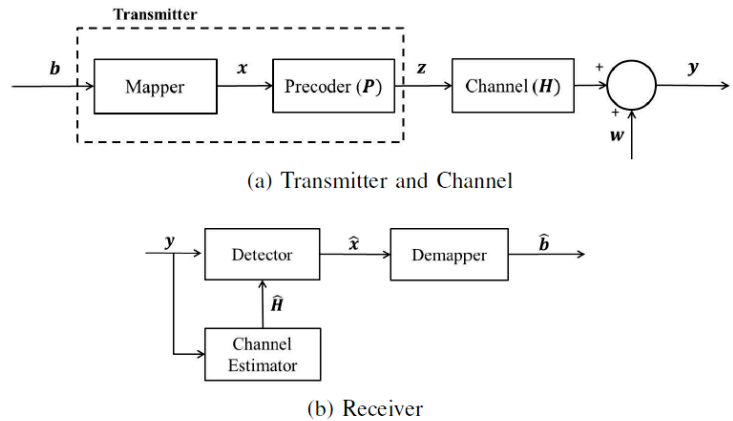 Transmitter
b
Mapper
x
Precoder (P)
z
Channel (H)
+
y
+
w
(a) Transmitter and Channel
y
Detector
x̂
Demapper
b̂
Ĥ
Channel
Estimator
(b) Receiver